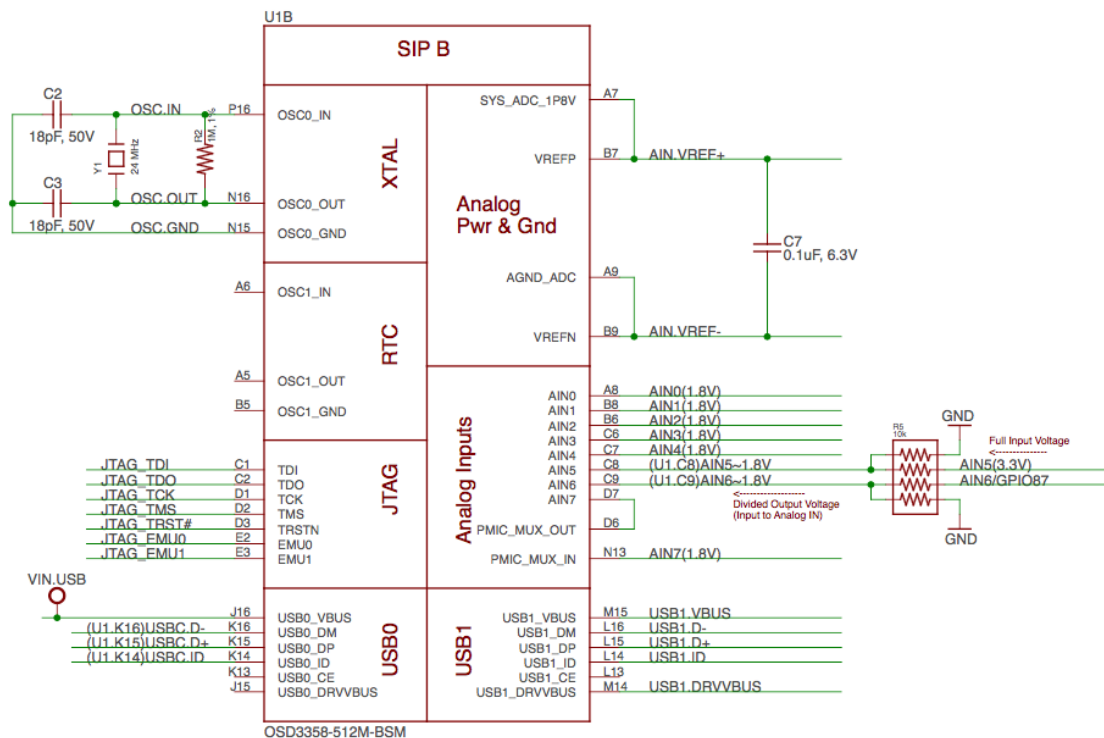 U1B
SIP B
C2
18pF, 50V
OSC.IN
P16
OSC0_IN
Y1
24 MHz
R2
1M, 1%
XTAL
C3
18pF, 50V
OSC.OUT
N16
OSC0_OUT
OSC.GND
N15
OSC0_GND
SYS_ADC_1P8V
A7
VREFP
B7
AIN.VREF+
Analog
Pwr & Gnd
C7
0.1uF, 6.3V
AGND_ADC
A9
VREFN
B9
AIN.VREF-
A6
OSC1_IN
RTC
A5
OSC1_OUT
B5
OSC1_GND
Analog Inputs
AIN0 A8 AIN0(1.8V)
AIN1 B8 AIN1(1.8V)
AIN2 B6 AIN2(1.8V)
AIN3 C6 AIN3(1.8V)
AIN4 C7 AIN4(1.8V)
AIN5 C8 (U1.C8)AIN5~1.8V
AIN6 C9 (U1.C9)AIN6~1.8V
AIN7 D7
PMIC_MUX_OUT D6
PMIC_MUX_IN N13 AIN7(1.8V)
R5
10k
GND
Full Input Voltage
<---------------
AIN5(3.3V)
AIN6/GPIO87
<---------------
Divided Output Voltage
(Input to Analog IN)
GND
JTAG
JTAG_TDI C1 TDI
JTAG_TDO C2 TDO
JTAG_TCK D1 TCK
JTAG_TMS D2 TMS
JTAG_TRST# D3 TRSTN
JTAG_EMU0 E2 EMU0
JTAG_EMU1 E3 EMU1
VIN.USB
USB0
J16 USB0_VBUS
(U1.K16)USBC.D- K16 USB0_DM
(U1.K15)USBC.D+ K15 USB0_DP
(U1.K14)USBC.ID K14 USB0_ID
K13 USB0_CE
J15 USB0_DRVVBUS
USB1
USB1_VBUS M15 USB1.VBUS
USB1_DM L16 USB1.D-
USB1_DP L15 USB1.D+
USB1_ID L14 USB1.ID
USB1_CE L13
USB1_DRVVBUS M14 USB1.DRVVBUS
OSD3358-512M-BSM